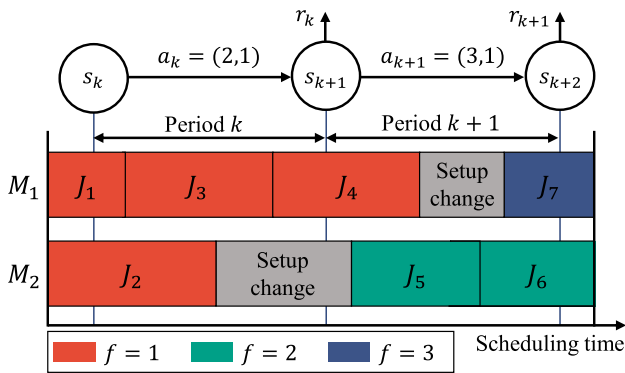 r_k r_{k+1}
s_k a_k = (2,1) s_{k+1} a_{k+1} = (3,1) s_{k+2}
Period k Period k + 1
M_1 J_1 J_3 J_4 Setup change J_7
M_2 J_2 Setup change J_5 J_6
Scheduling time
f = 1 f = 2 f = 3